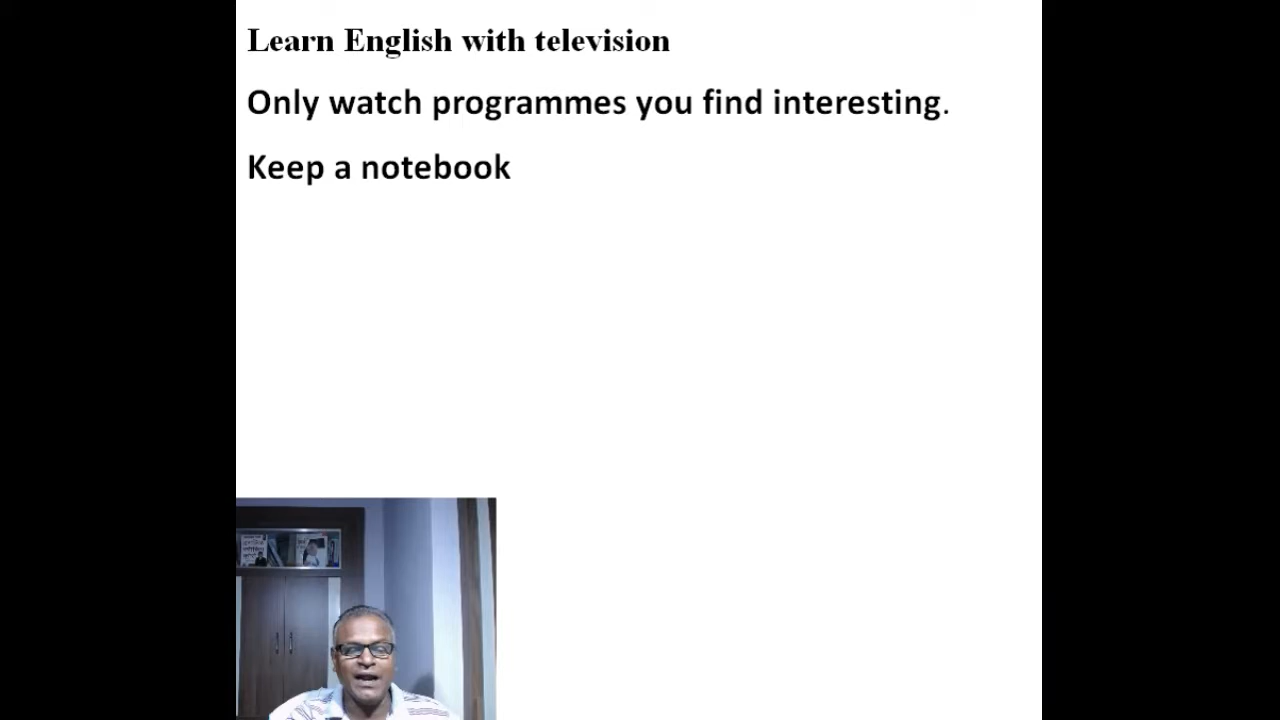 Learn English with television
Only watch programmes you find interesting.
Keep a notebook